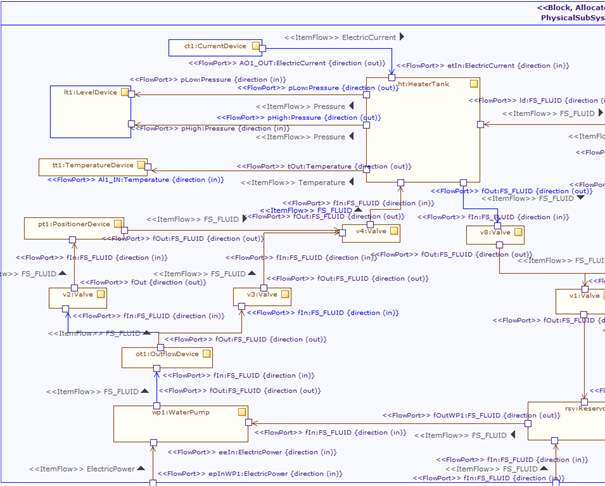 <<Block, Allocate
PhysicalSubSys
<<ItemFlow>> ElectricCurrent
ct1:CurrentDevice
<<FlowPort>> AO1_OUT:ElectricCurrent {direction (out)}
<<FlowPort>> etIn:ElectricCurrent {direction (in)}
<<FlowPort>> pLow:Pressure {direction (in)}
ht:HeaterTank
<<FlowPort>> pLow:Pressure {direction (out)}
lt1:LevelDevice
<<FlowPort>> ld:FS_FLUID {direction (in)}
<<ItemFlow>> Pressure
<<ItemFlow>> FS_FLUID
<<FlowPort>> pHigh:Pressure {direction (out)}
<<FlowPort>> pHigh:Pressure {direction (in)}
<<ItemFlow>> Pressure
<<ItemFlow>>
<<FlowPort>>
tt1:TemperatureDevice
<<FlowPort>> tOut:Temperature {direction (out)}
<<FlowPort>> AI1_IN:Temperature {direction (in)}
<<ItemFlow>> Temperature
<<FlowPort>> fOut:FS_FLUID {direction (out)}
<<ItemFlow>> FS_FLUID
<<FlowPort>> fIn:FS_FLUID {direction (in)}
<<ItemFlow>> FS_FLUID
<<ItemFlow>> FS_FLUID
<<FlowPort>> fOut:FS_FLUID {direction (out)}
<<FlowPort>> fIn:FS_FLUID {direction (in)}
pt1:PositionerDevice
v4:Valve
v8:Valve
<<FlowPort>> fOut:FS_FLUID {direction (out)}
<<FlowPort>> fIn:FS_FLUID {direction (in)}
<<FlowPort>> fOut:FS_FLUID {direction (out)}
<<ItemFlow>> FS_FLUID
<<ItemFlow>> FS_FLUID
<<ItemFlow>> FS_FLUID
<<FlowPort>> fOut
<<FlowPort>> fOut:FS_FLUID {direction (out)}
v2:Valve
v3:Valve
v1:Valve
<<FlowPort>> fIn:FS_FLUID {direction (in)}
<<FlowPort>> fIn:FS_FLUID {direction (in)}
<<FlowPort>> fOut:FS_FLUID
<<ItemFlow>> FS_FLUID
<<FlowPort>> fOut:FS_FLUID {direction (out)}
ot1:OutflowDevice
<<FlowPort>> fIn:FS_FLUID {direction (in)}
<<ItemFlow>> FS_FLUID
<<FlowPort>> fOut:FS_FLUID {direction (out)}
wp1:WaterPump
<<FlowPort>> fOutWP1:FS_FLUID {direction (out)}
rsv:Reservo
<<FlowPort>> fIn:FS_FLUID {direction (in)}
<<ItemFlow>> FS_FLUID
<<FlowPort>> eeIn:ElectricPower {direction (in)}
<<FlowPort>> fIn:FS_FLUID {direction (in)}
<<ItemFlow>> ElectricPower
<<ItemFlow>> FS_FLUID
<<FlowPort>> epInWP1:ElectricPower {direction (in)}
<<FlowPort>> fIn:FS_FLUID {direction (in)}